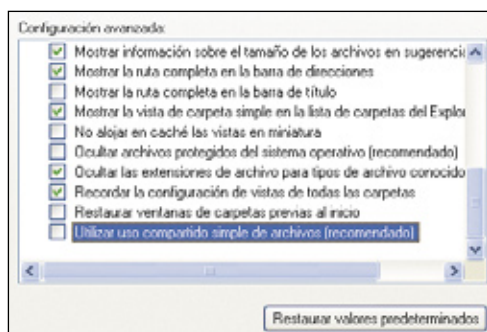 Configuración avanzada:
Mostrar información sobre el tamaño de los archivos en sugerencia
Mostrar la ruta completa en la barra de direcciones
Mostrar la ruta completa en la barra de título
Mostrar la vista de carpeta simple en la lista de carpetas del Explor
No alojar en caché las vistas en miniatura
Ocultar archivos protegidos del sistema operativo (recomendado)
Ocultar las extensiones de archivo para tipos de archivo conocido
Recordar la configuración de vistas de todas las carpetas
Restaurar ventanas de carpetas previas al inicio
Utilizar uso compartido simple de archivos (recomendado)
Restaurar valores predeterminados